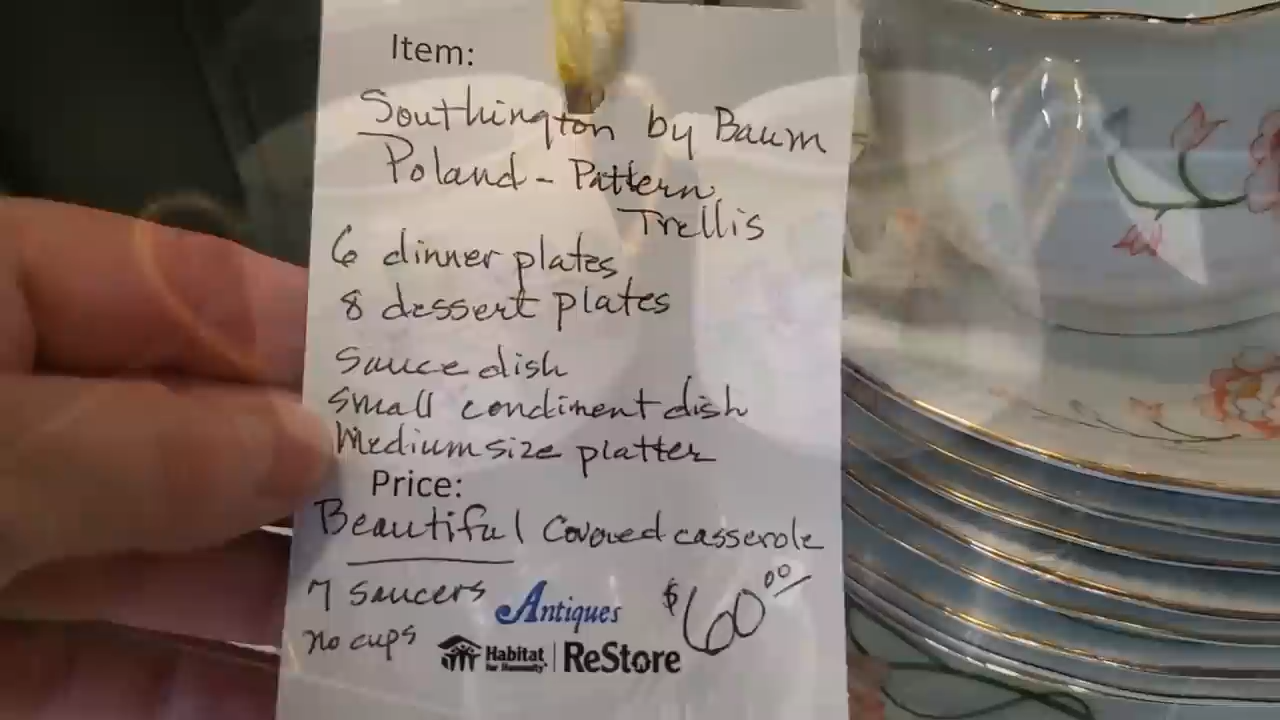 Item:
Southington by Baum
Poland - Pattern
Trellis
6 dinner plates
8 dessert plates
Sauce dish
Small condiment dish
Medium size platter
Price:
Beautiful Covered casserole
7 Saucers
no cups
Antiques
$60.00
Habitat for Humanity | ReStore